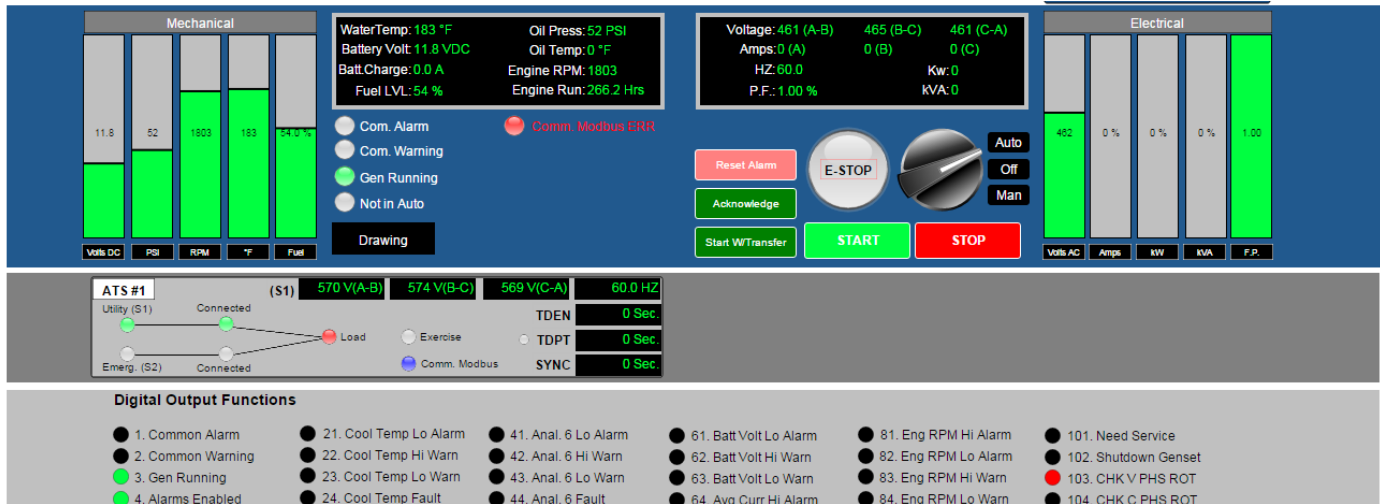 Mechanical
11.8 52 1803 183 54.0 %
Volts DC PSI RPM °F Fuel
WaterTemp: 183 °F Oil Press: 52 PSI
Battery Volt: 11.8 VDC Oil Temp: 0 °F
Batt.Charge: 0.0 A Engine RPM: 1803
Fuel LVL: 54 % Engine Run: 266.2 Hrs
Com. Alarm Comm. Modbus ERR
Com. Warning
Gen Running
Not in Auto
Drawing
Voltage: 461 (A-B) 465 (B-C) 461 (C-A)
Amps: 0 (A) 0 (B) 0 (C)
HZ: 60.0 Kw: 0
P.F.: 1.00 % kVA: 0
Reset Alarm
Acknowledge
Start W/Transfer
E-STOP
Auto
Off
Man
START STOP
Electrical
462 0 % 0 % 0 % 1.00
Volts AC Amps kW kVA F.P.
ATS #1 (S1) 570 V(A-B) 574 V(B-C) 569 V(C-A) 60.0 HZ
Utility (S1) Connected
TDEN 0 Sec.
Load Exercise TDPT 0 Sec.
Emerg. (S2) Connected Comm. Modbus SYNC 0 Sec.
Digital Output Functions
1. Common Alarm 21. Cool Temp Lo Alarm 41. Anal. 6 Lo Alarm 61. Batt Volt Lo Alarm 81. Eng RPM Hi Alarm 101. Need Service
2. Common Warning 22. Cool Temp Hi Warn 42. Anal. 6 Hi Warn 62. Batt Volt Hi Warn 82. Eng RPM Lo Alarm 102. Shutdown Genset
3. Gen Running 23. Cool Temp Lo Warn 43. Anal. 6 Lo Warn 63. Batt Volt Lo Warn 83. Eng RPM Hi Warn 103. CHK V PHS ROT
4. Alarms Enabled 24. Cool Temp Fault 44. Anal. 6 Fault 64. Avg Curr Hi Alarm 84. Eng RPM Lo Warn 104. CHK C PHS ROT